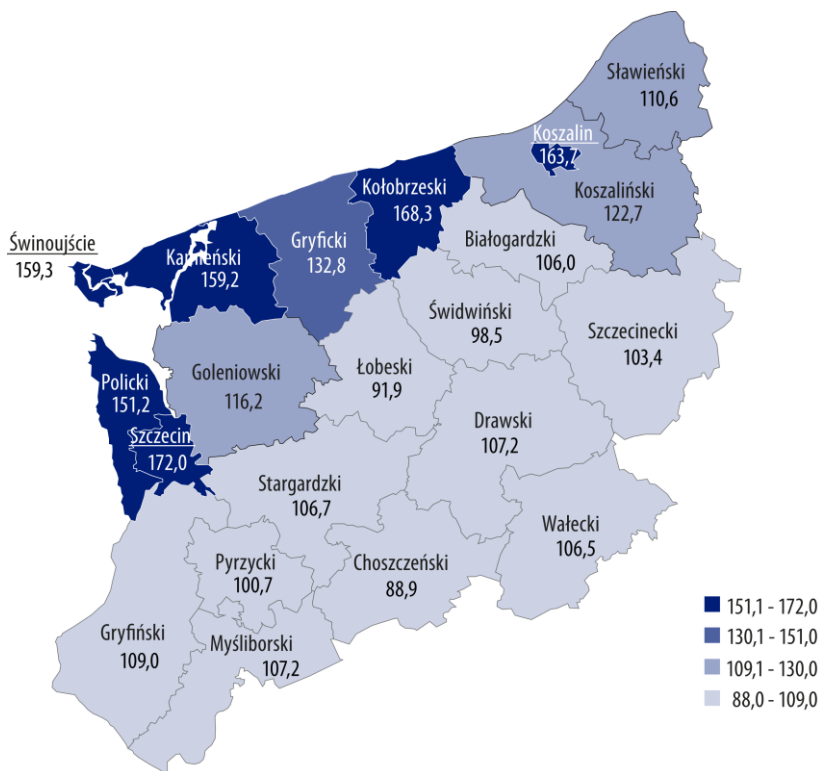 Sławieński
110,6
Koszalin
163,7
Kołobrzeski
168,3
Koszaliński
122,7
Świnoujście
159,3
Kamieński
159,2
Gryficki
132,8
Białogardzki
106,0
Świdwiński
98,5
Szczecinecki
103,4
Policki
151,2
Goleniowski
116,2
Łobeski
91,9
Drawski
107,2
Szczecin
172,0
Stargardzki
106,7
Wałecki
106,5
Pyrzycki
100,7
Choszczeński
88,9
Gryfiński
109,0
Myśliborski
107,2
151,1 - 172,0
130,1 - 151,0
109,1 - 130,0
88,0 - 109,0